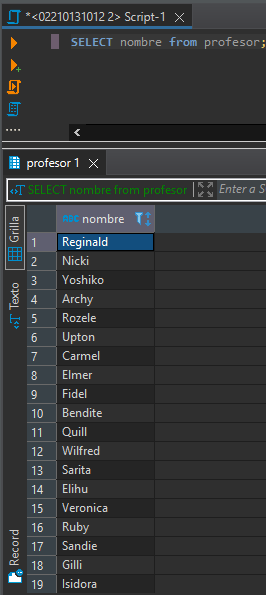 *<02210131012 2> Script-1
SELECT nombre from profesor;
profesor 1
SELECT nombre from profesor
Enter a S
Grilla
Texto
Record
nombre
1 Reginald
2 Nicki
3 Yoshiko
4 Archy
5 Rozele
6 Upton
7 Carmel
8 Elmer
9 Fidel
10 Bendite
11 Quill
12 Wilfred
13 Sarita
14 Elihu
15 Veronica
16 Ruby
17 Sandie
18 Gilli
19 Isidora